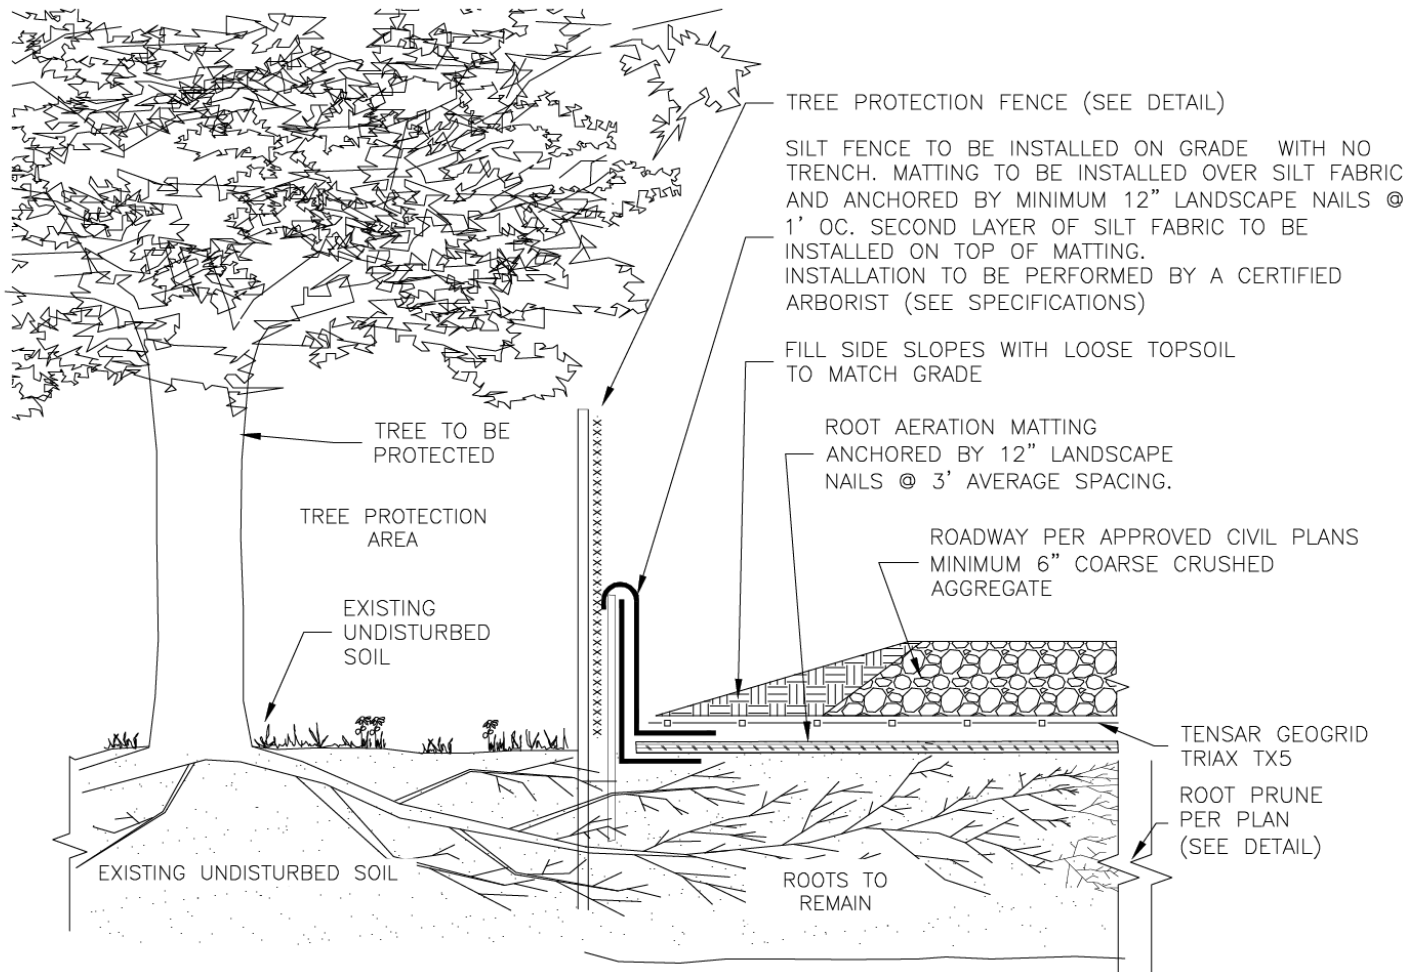 TREE PROTECTION FENCE (SEE DETAIL)
SILT FENCE TO BE INSTALLED ON GRADE WITH NO
TRENCH. MATTING TO BE INSTALLED OVER SILT FABRIC
AND ANCHORED BY MINIMUM 12" LANDSCAPE NAILS @
1' OC. SECOND LAYER OF SILT FABRIC TO BE
INSTALLED ON TOP OF MATTING.
INSTALLATION TO BE PERFORMED BY A CERTIFIED
ARBORIST (SEE SPECIFICATIONS)
FILL SIDE SLOPES WITH LOOSE TOPSOIL
TO MATCH GRADE
ROOT AERATION MATTING
ANCHORED BY 12" LANDSCAPE
NAILS @ 3' AVERAGE SPACING.
TREE TO BE
PROTECTED
TREE PROTECTION
AREA
ROADWAY PER APPROVED CIVIL PLANS
MINIMUM 6" COARSE CRUSHED
AGGREGATE
EXISTING
UNDISTURBED
SOIL
TENSAR GEOGRID
TRIAX TX5
ROOT PRUNE
PER PLAN
(SEE DETAIL)
EXISTING UNDISTURBED SOIL
ROOTS TO
REMAIN